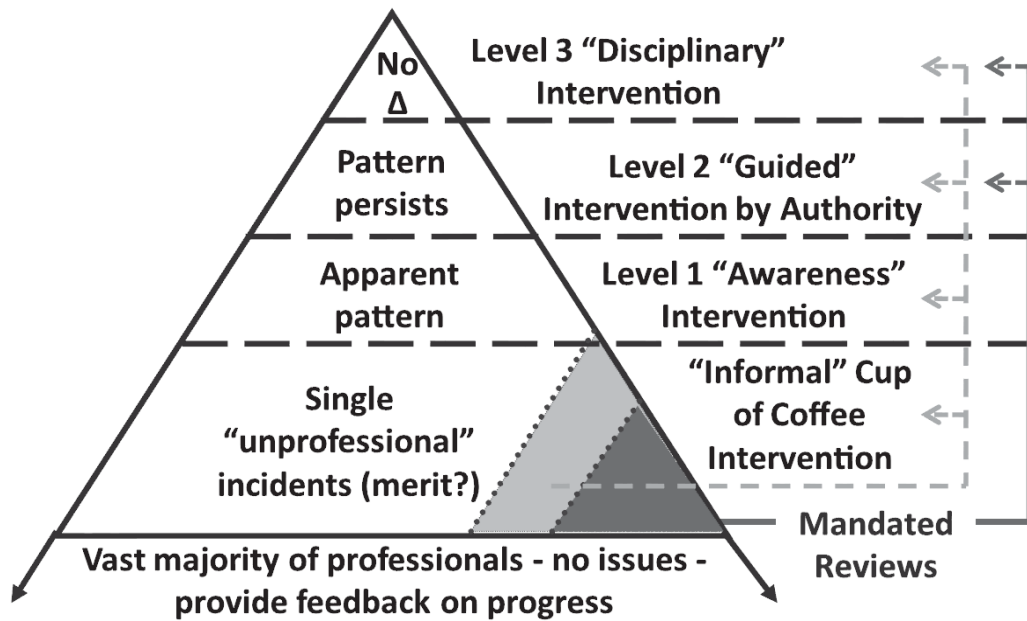 No
Δ
Level 3 “Disciplinary”
Intervention
Pattern
persists
Level 2 “Guided”
Intervention by Authority
Apparent
pattern
Level 1 “Awareness”
Intervention
Single
“unprofessional”
incidents (merit?)
“Informal” Cup
of Coffee
Intervention
Mandated
Reviews
Vast majority of professionals - no issues -
provide feedback on progress